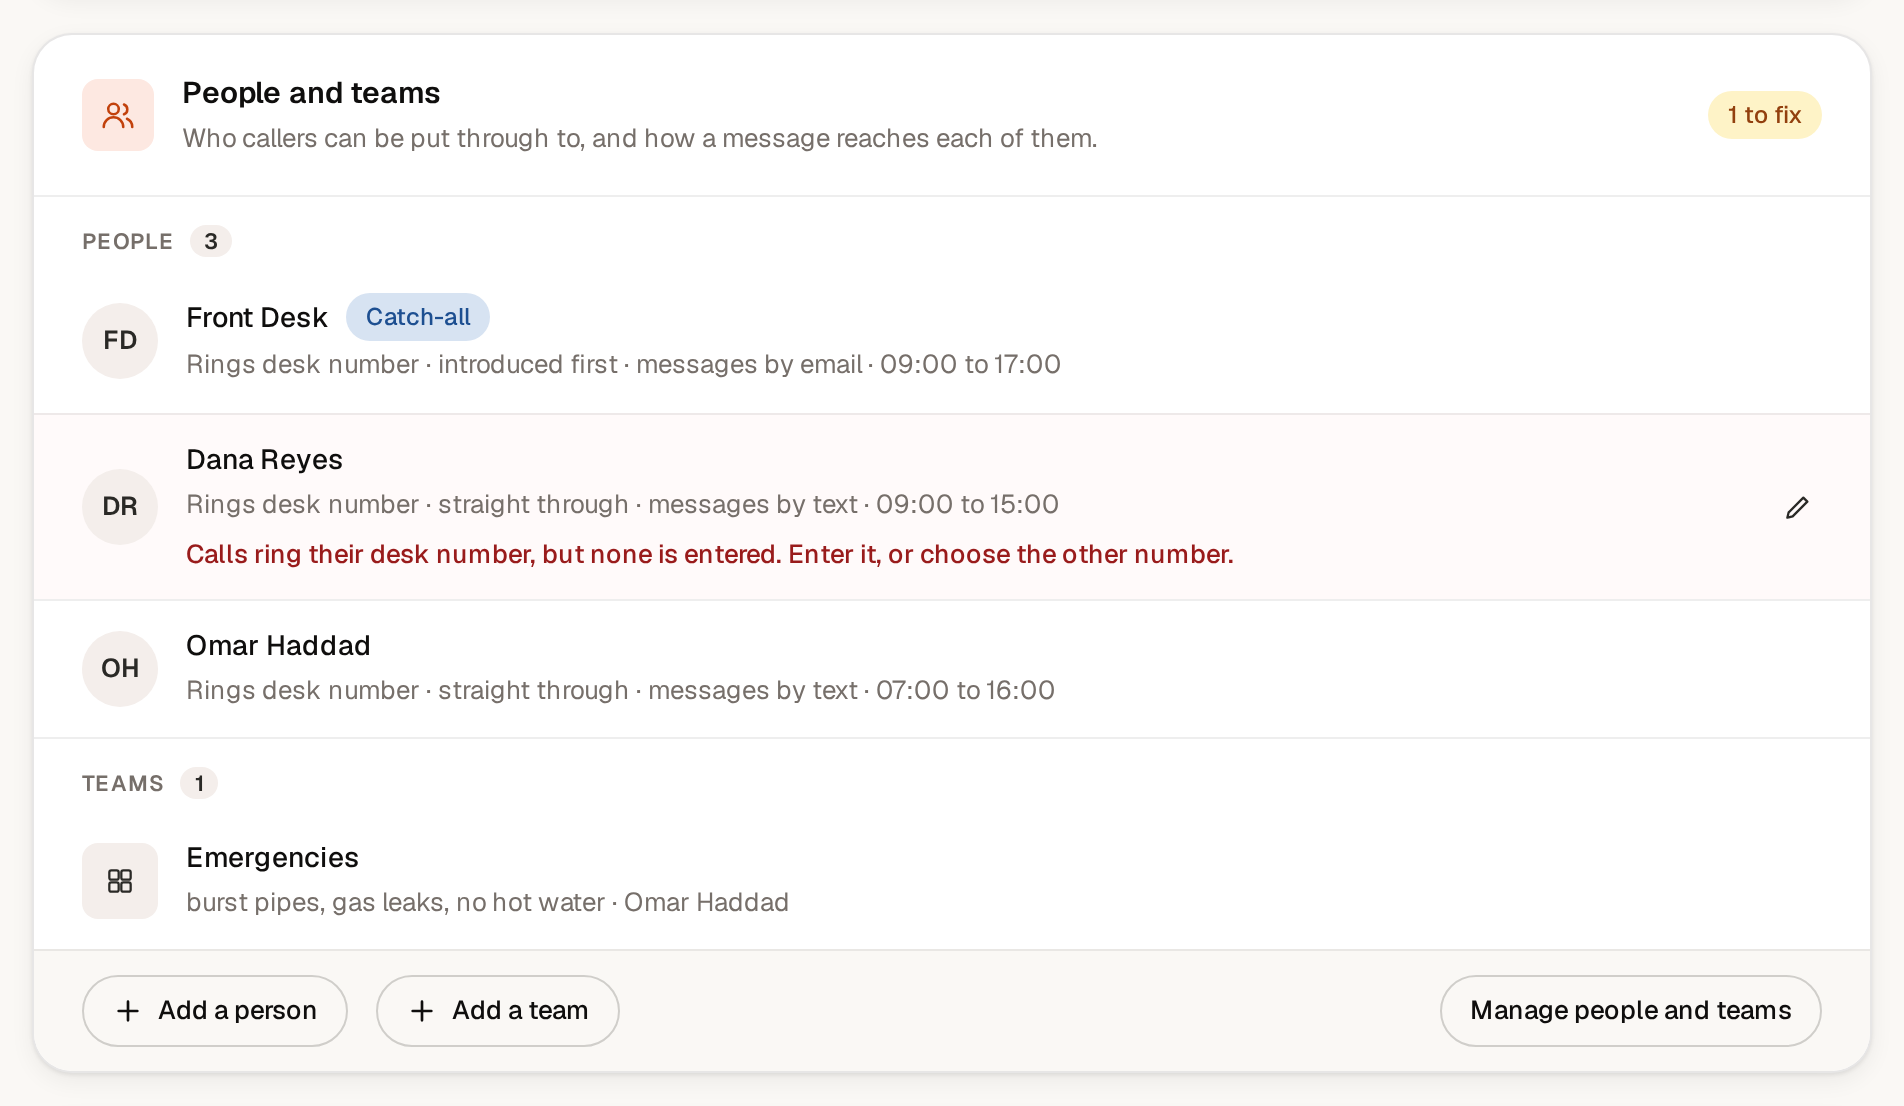 People and teams
Who callers can be put through to, and how a message reaches each of them.
1 to fix
PEOPLE 3
FD
Front Desk Catch-all
Rings desk number · introduced first · messages by email · 09:00 to 17:00
DR
Dana Reyes
Rings desk number · straight through · messages by text · 09:00 to 15:00
Calls ring their desk number, but none is entered. Enter it, or choose the other number.
OH
Omar Haddad
Rings desk number · straight through · messages by text · 07:00 to 16:00
TEAMS 1
Emergencies
burst pipes, gas leaks, no hot water · Omar Haddad
Add a person
Add a team
Manage people and teams